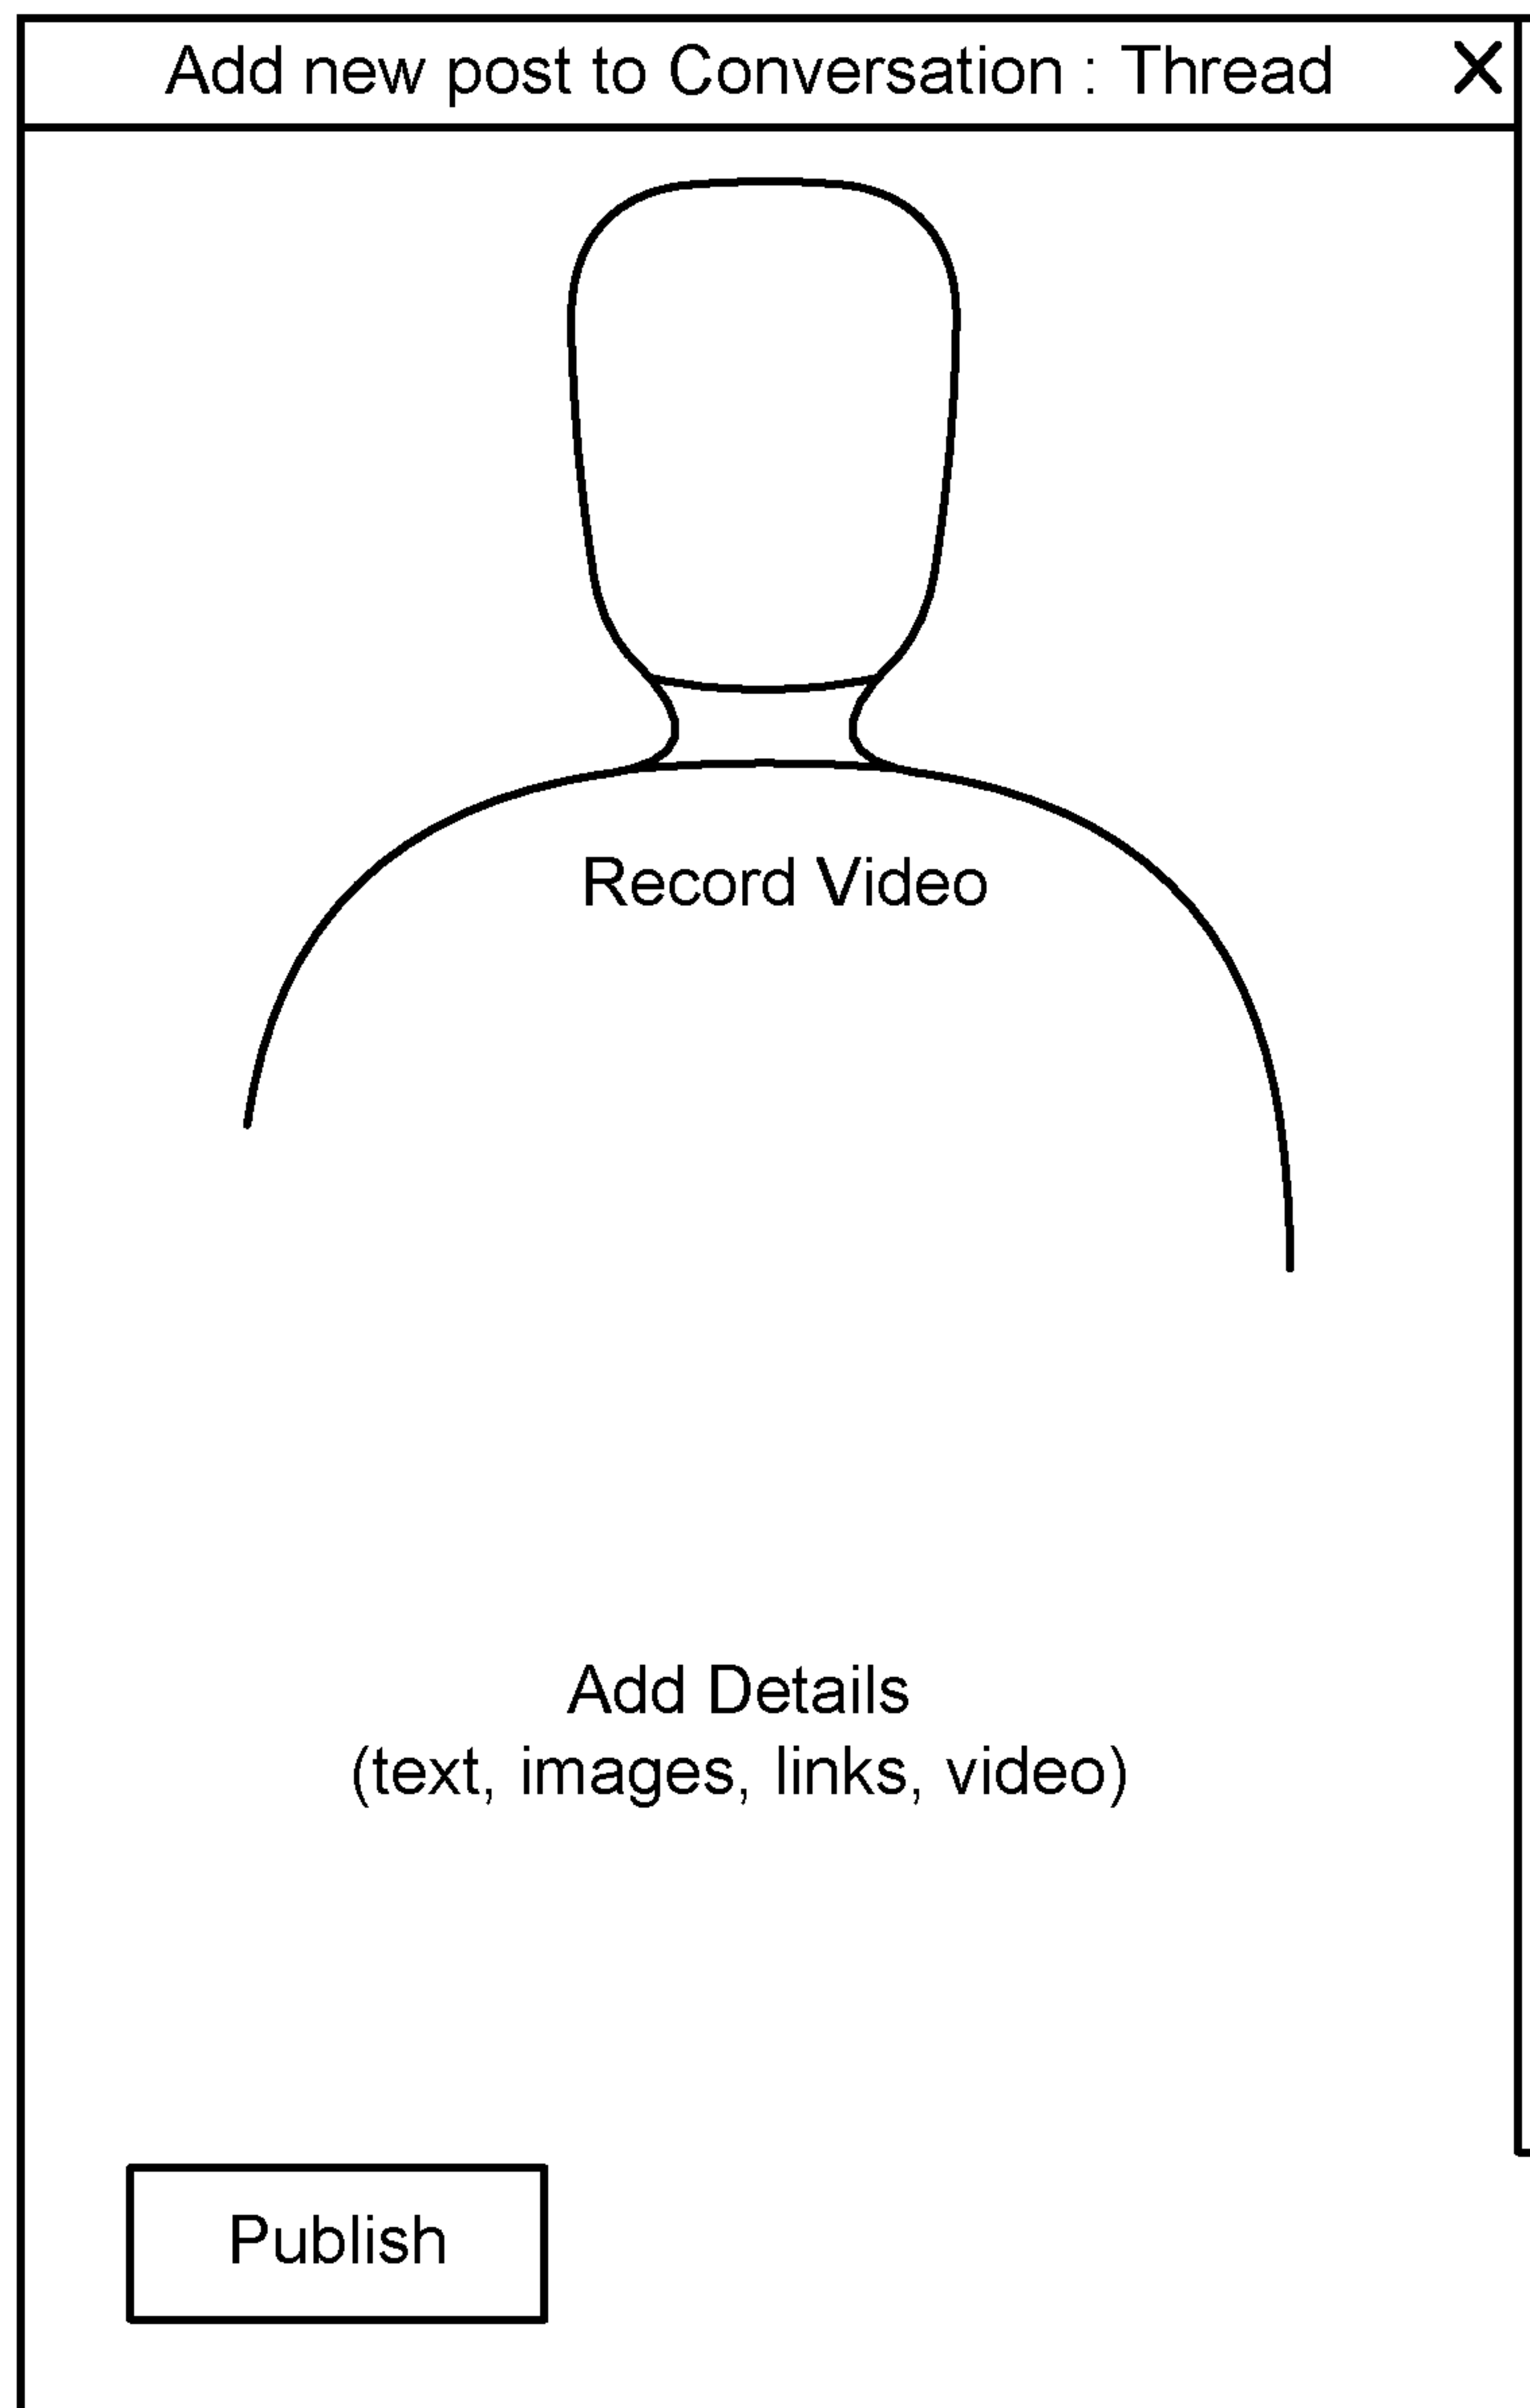 Add new post to Conversation : Thread X
Record Video
Add Details
(text, images, links, video)
Publish